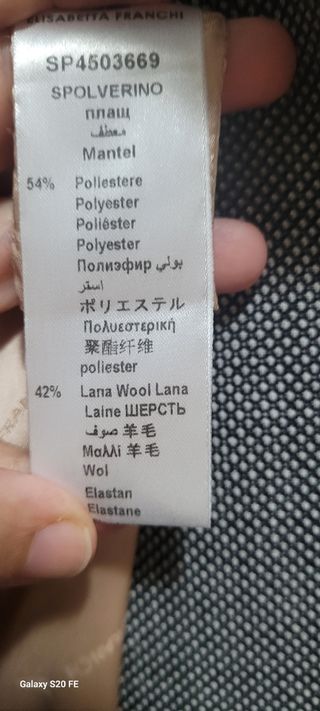 ELISABETTA FRANCHI
SP4503669
SPOLVERINO
плащ
معطف
Mantel
54% Poliestere
Polyester
Poliéster
Polyester
Полиэфир بولي
استر
ポリエステル
Πολυεστερική
聚酯纤维
poliester
42% Lana Wool Lana
Laine ШЕРСТЬ
صوف 羊毛
Μαλλί 羊毛
Wol
Elastan
Elastane
Galaxy S20 FE